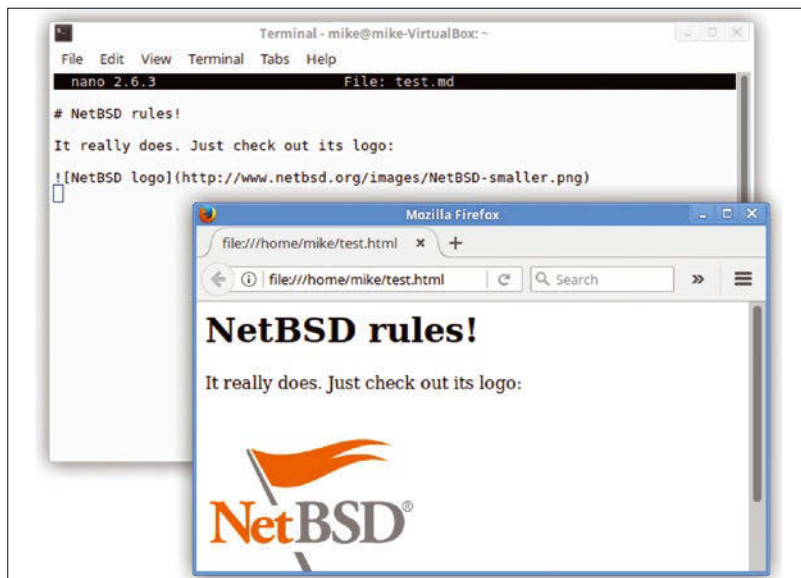 Terminal - mike@mike-VirtualBox: ~
File Edit View Terminal Tabs Help
nano 2.6.3 File: test.md
# NetBSD rules!
It really does. Just check out its logo:
![NetBSD logo](http://www.netbsd.org/images/NetBSD-smaller.png)
Mozilla Firefox
file:///home/mike/test.html × +
file:///home/mike/test.html Search »
NetBSD rules!
It really does. Just check out its logo:
NetBSD®